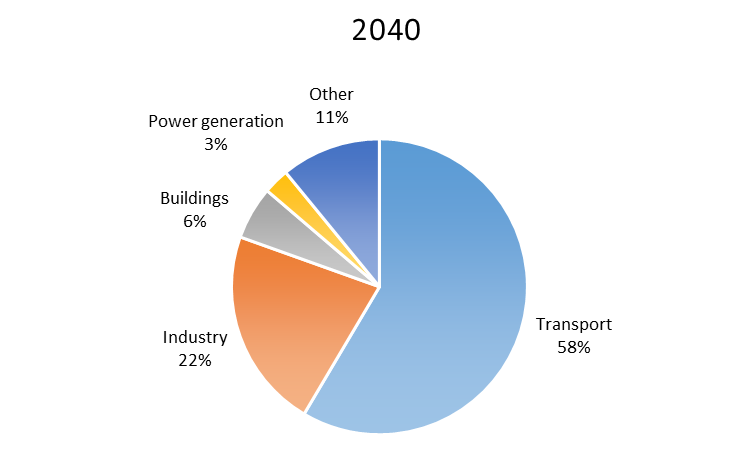 2040
Other
11%
Power generation
3%
Buildings
6%
Industry
22%
Transport
58%